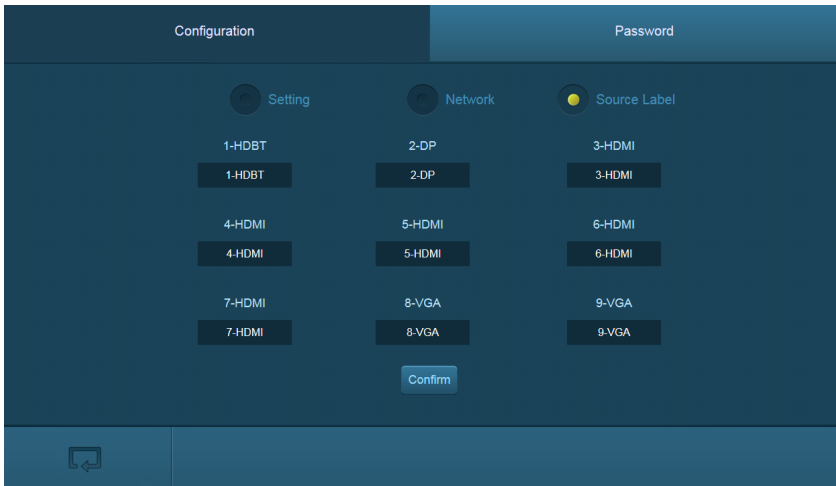 Configuration Password
Setting Network Source Label
1-HDBT 2-DP 3-HDMI
1-HDBT 2-DP 3-HDMI
4-HDMI 5-HDMI 6-HDMI
4-HDMI 5-HDMI 6-HDMI
7-HDMI 8-VGA 9-VGA
7-HDMI 8-VGA 9-VGA
Confirm